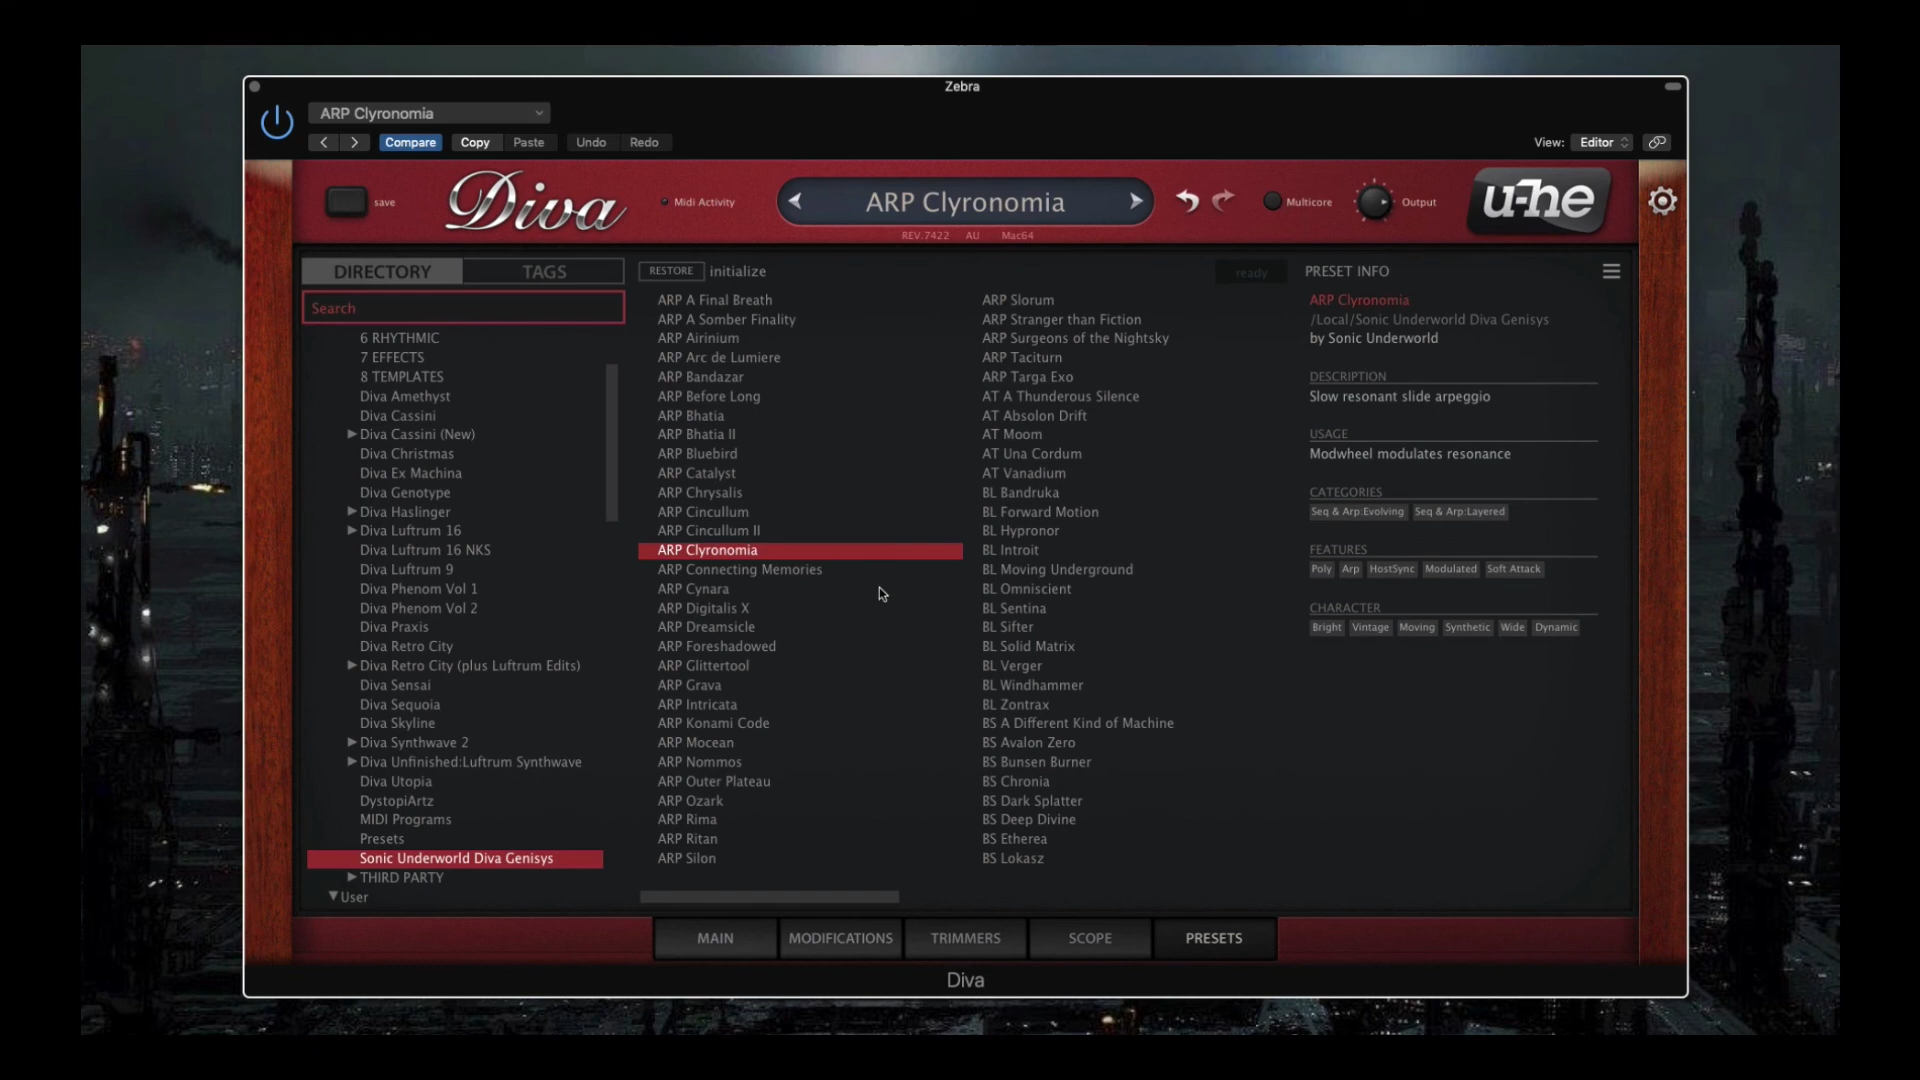 Zebra
ARP Clyronomia
Compare
Copy
Paste
Undo
Redo
View:
Editor
save
Diva
Midi Activity
ARP Clyronomia
REV.7422 AU Mac64
Multicore
Output
u-he
DIRECTORY
TAGS
Search
6 RHYTHMIC
7 EFFECTS
8 TEMPLATES
Diva Amethyst
Diva Cassini
Diva Cassini (New)
Diva Christmas
Diva Ex Machina
Diva Genotype
Diva Haslinger
Diva Luftrum 16
Diva Luftrum 16 NKS
Diva Luftrum 9
Diva Phenom Vol 1
Diva Phenom Vol 2
Diva Praxis
Diva Retro City
Diva Retro City (plus Luftrum Edits)
Diva Sensai
Diva Sequoia
Diva Skyline
Diva Synthwave 2
Diva Unfinished:Luftrum Synthwave
Diva Utopia
DystopiArtz
MIDI Programs
Presets
Sonic Underworld Diva Genisys
THIRD PARTY
User
RESTORE
initialize
ready
ARP A Final Breath
ARP A Somber Finality
ARP Airinium
ARP Arc de Lumiere
ARP Bandazar
ARP Before Long
ARP Bhatia
ARP Bhatia II
ARP Bluebird
ARP Catalyst
ARP Chrysalis
ARP Cincullum
ARP Cincullum II
ARP Clyronomia
ARP Connecting Memories
ARP Cynara
ARP Digitalis X
ARP Dreamsicle
ARP Foreshadowed
ARP Glittertool
ARP Grava
ARP Intricata
ARP Konami Code
ARP Mocean
ARP Nommos
ARP Outer Plateau
ARP Ozark
ARP Rima
ARP Ritan
ARP Silon
ARP Slorum
ARP Stranger than Fiction
ARP Surgeons of the Nightsky
ARP Taciturn
ARP Targa Exo
AT A Thunderous Silence
AT Absolon Drift
AT Moom
AT Una Cordum
AT Vanadium
BL Bandruka
BL Forward Motion
BL Hypronor
BL Introit
BL Moving Underground
BL Omniscient
BL Sentina
BL Sifter
BL Solid Matrix
BL Verger
BL Windhammer
BL Zontrax
BS A Different Kind of Machine
BS Avalon Zero
BS Bunsen Burner
BS Chronia
BS Dark Splatter
BS Deep Divine
BS Etherea
BS Lokasz
PRESET INFO
ARP Clyronomia
/Local/Sonic Underworld Diva Genisys
by Sonic Underworld
DESCRIPTION
Slow resonant slide arpeggio
USAGE
Modwheel modulates resonance
CATEGORIES
Seq & Arp:Evolving Seq & Arp:Layered
FEATURES
Poly Arp HostSync Modulated Soft Attack
CHARACTER
Bright Vintage Moving Synthetic Wide Dynamic
MAIN
MODIFICATIONS
TRIMMERS
SCOPE
PRESETS
Diva